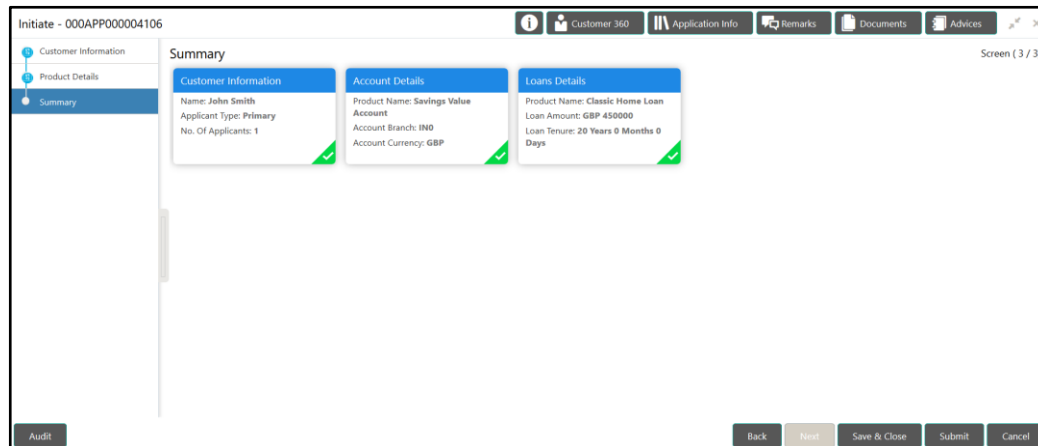 Initiate - 000APP000004106
Customer 360
Application Info
Remarks
Documents
Advices
Customer Information
Product Details
Summary
Summary
Screen ( 3 / 3
Customer Information
Name: John Smith
Applicant Type: Primary
No. Of Applicants: 1
Account Details
Product Name: Savings Value
Account
Account Branch: IN0
Account Currency: GBP
Loans Details
Product Name: Classic Home Loan
Loan Amount: GBP 450000
Loan Tenure: 20 Years 0 Months 0
Days
Audit
Back
Next
Save & Close
Submit
Cancel